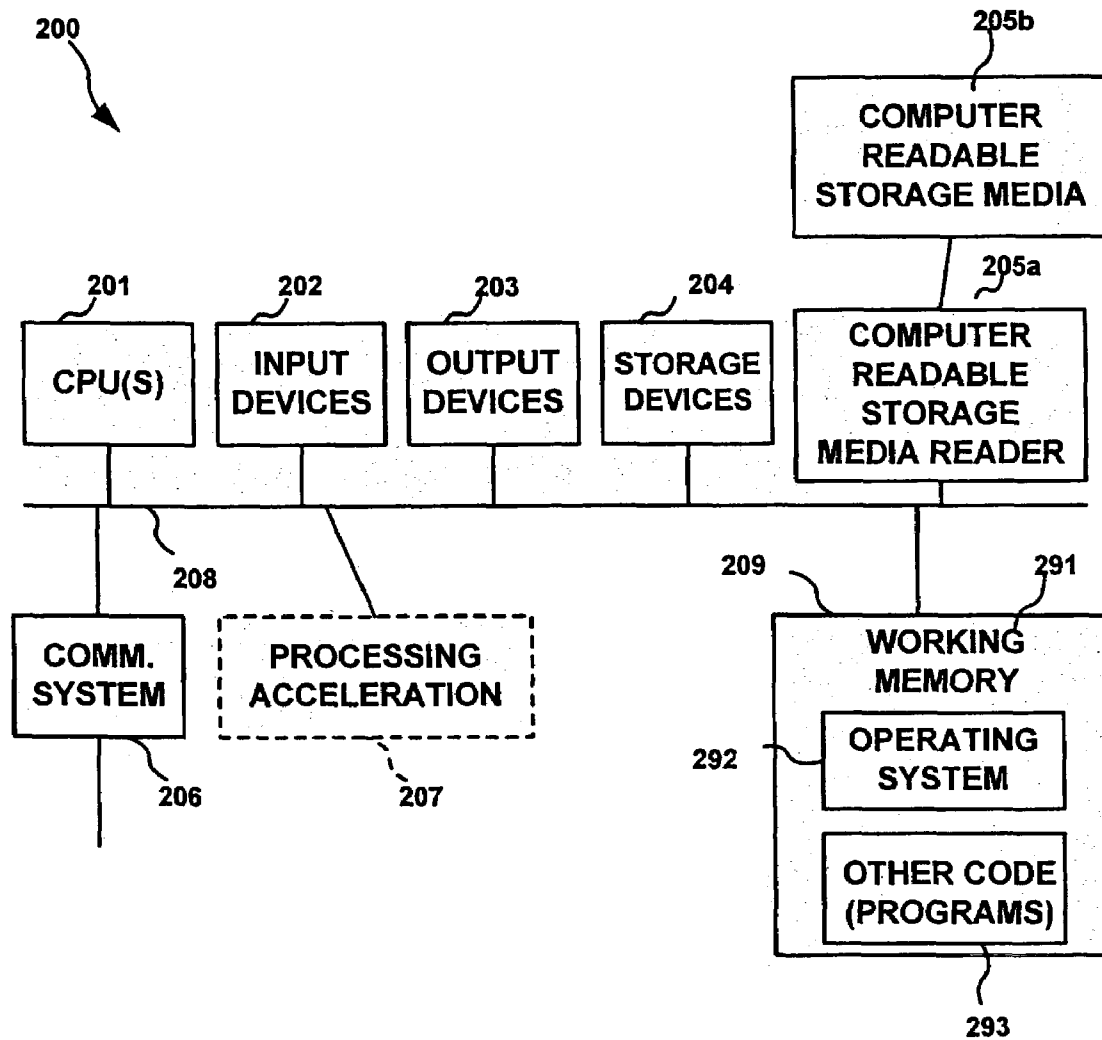 200
205b
COMPUTER
READABLE
STORAGE MEDIA
205a
201
202
203
204
CPU(S)
INPUT
DEVICES
OUTPUT
DEVICES
STORAGE
DEVICES
COMPUTER
READABLE
STORAGE
MEDIA READER
208
209
291
COMM.
SYSTEM
206
PROCESSING
ACCELERATION
207
WORKING
MEMORY
292
OPERATING
SYSTEM
OTHER CODE
(PROGRAMS)
293